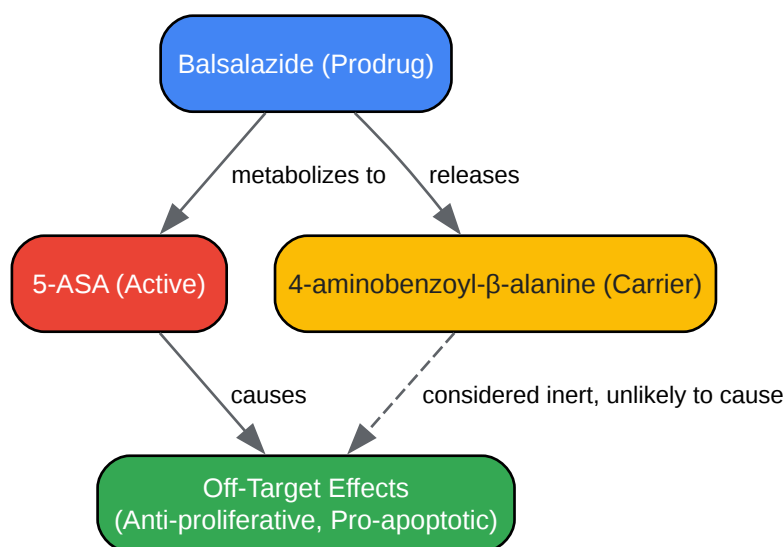 Balsalazide (Prodrug)
metabolizes to
releases
5-ASA (Active)
4-aminobenzoyl-β-alanine (Carrier)
causes
considered inert, unlikely to cause
Off-Target Effects
(Anti-proliferative, Pro-apoptotic)